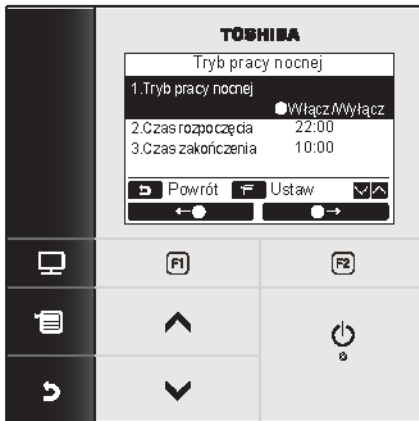 TOSHIBA
Tryb pracy nocnej
1.Tryb pracy nocnej
Włącz/Wyłącz
2.Czas rozpoczęcia 22:00
3.Czas zakończenia 10:00
Powrót Ustaw
F1 F2